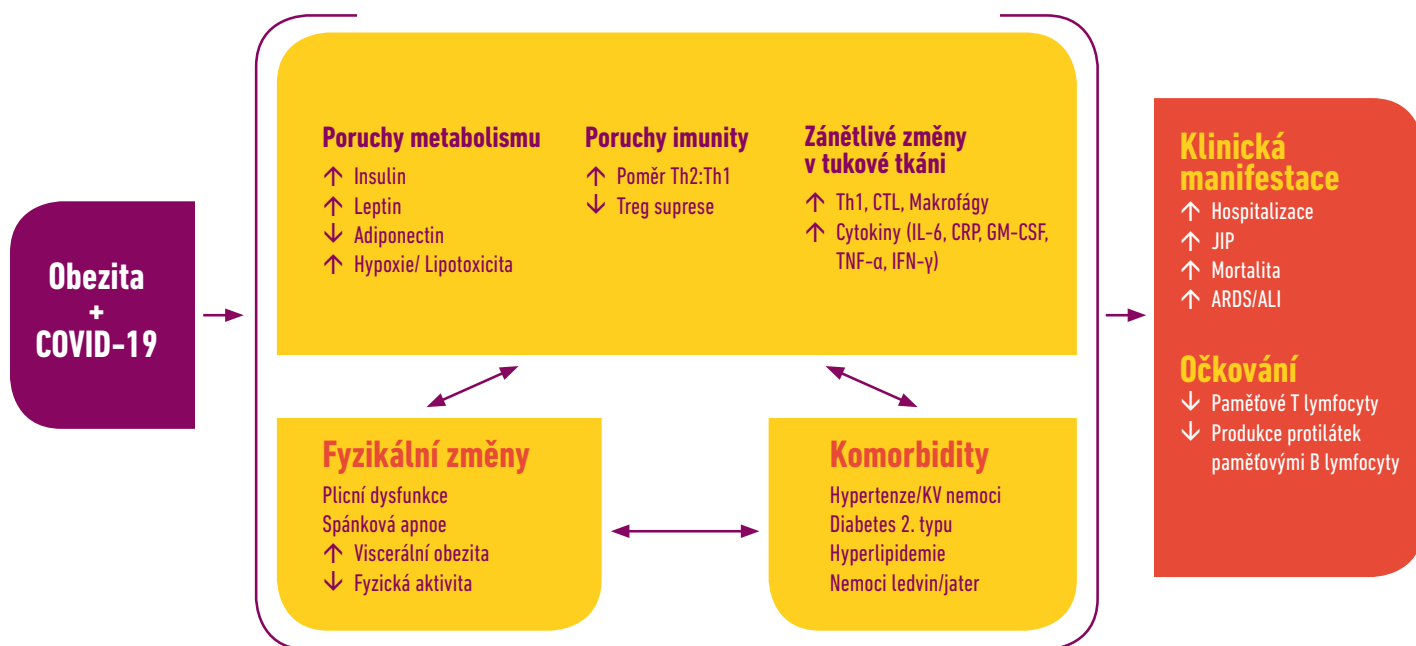 Obezita
+
COVID-19
Poruchy metabolismu
↑ Insulin
↑ Leptin
↓ Adiponectin
↑ Hypoxie/ Lipotoxicita
Poruchy imunity
↑ Poměr Th2:Th1
↓ Treg suprese
Zánětlivé změny
v tukové tkáni
↑ Th1, CTL, Makrofágy
↑ Cytokiny (IL-6, CRP, GM-CSF,
TNF-α, IFN-γ)
Fyzikální změny
Plicní dysfunkce
Spánková apnoe
↑ Viscerální obezita
↓ Fyzická aktivita
Komorbidity
Hypertenze/KV nemoci
Diabetes 2. typu
Hyperlipidemie
Nemoci ledvin/jater
Klinická
manifestace
↑ Hospitalizace
↑ JIP
↑ Mortalita
↑ ARDS/ALI
Očkování
↓ Paměťové T lymfocyty
↓ Produkce protilátek
paměťovými B lymfocyty